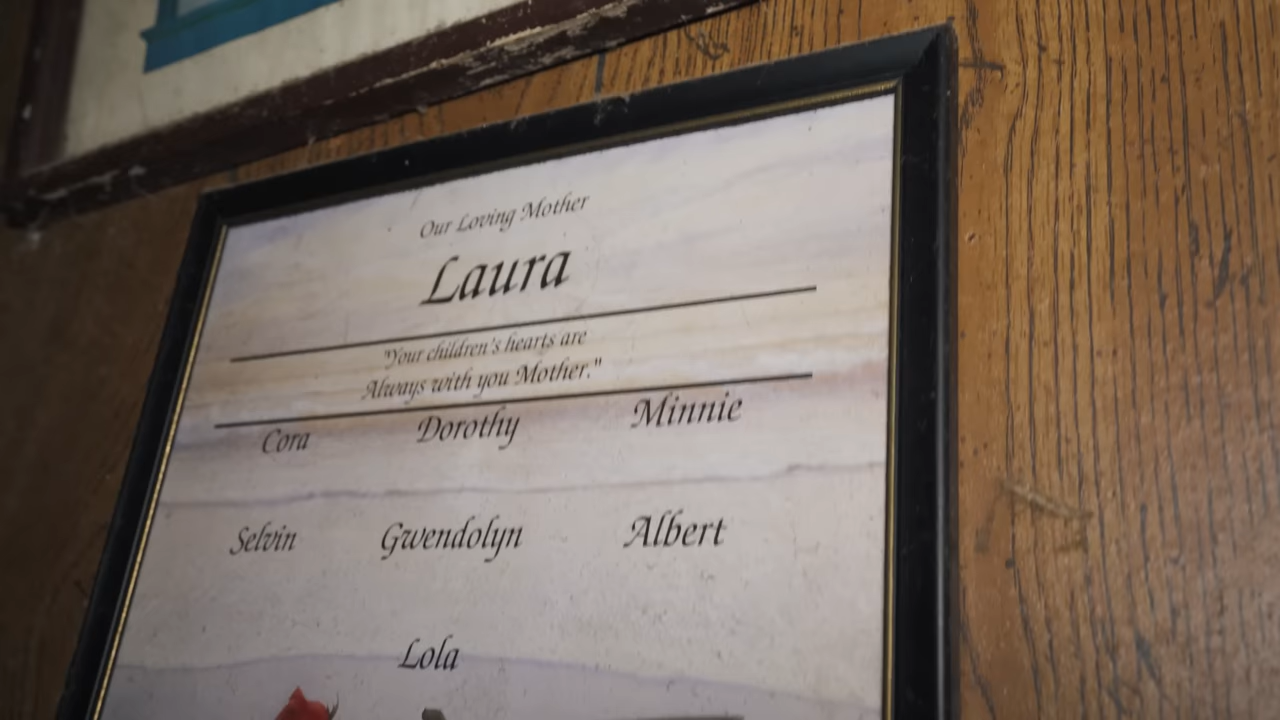 Our Loving Mother
Laura
"Your children's hearts are
Always with you Mother."
Cora Dorothy Minnie
Selvin Gwendolyn Albert
Lola